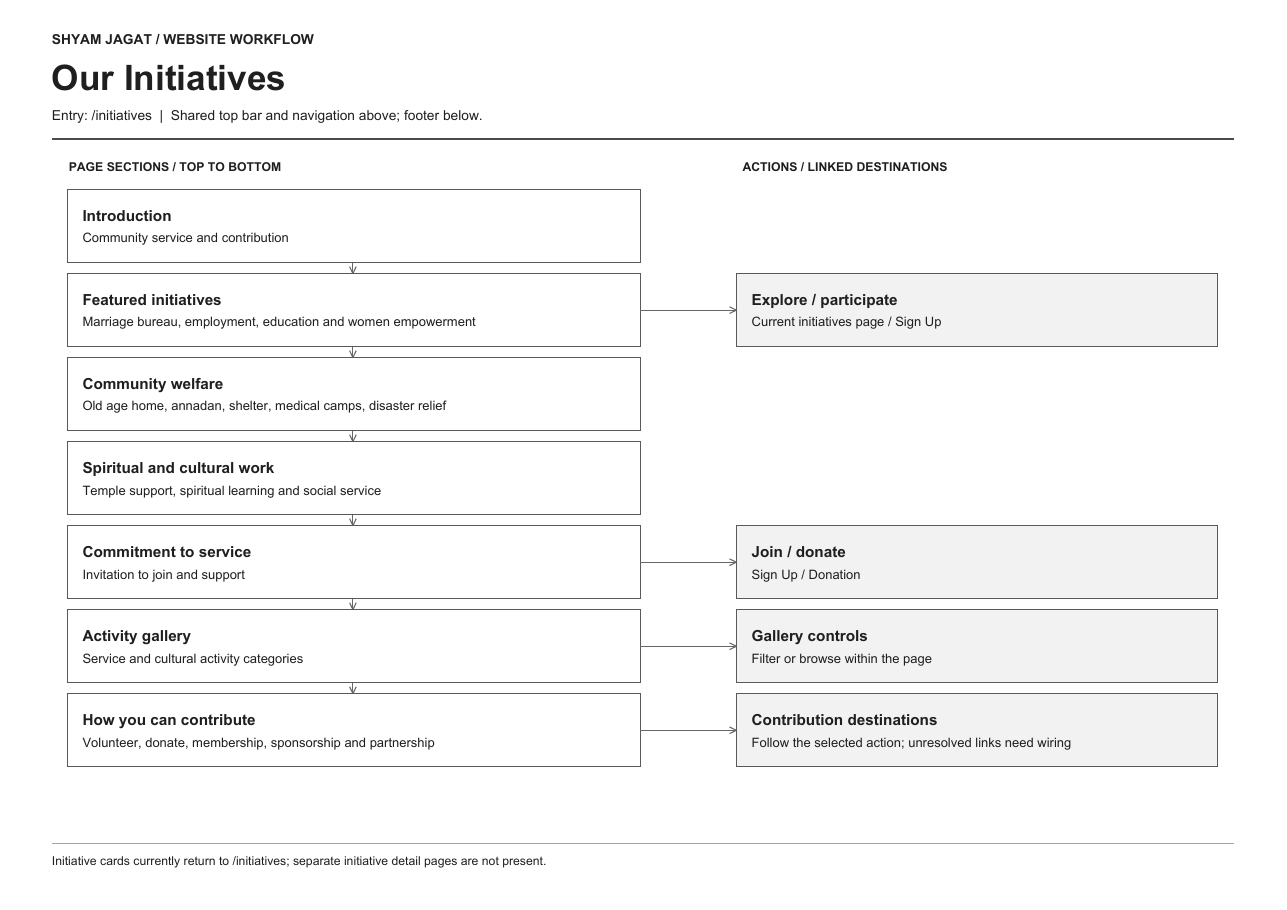 SHYAM JAGAT / WEBSITE WORKFLOW
Our Initiatives
Entry: /initiatives | Shared top bar and navigation above; footer below.
PAGE SECTIONS / TOP TO BOTTOM
ACTIONS / LINKED DESTINATIONS
Introduction
Community service and contribution
Featured initiatives
Marriage bureau, employment, education and women empowerment
Explore / participate
Current initiatives page / Sign Up
Community welfare
Old age home, annadan, shelter, medical camps, disaster relief
Spiritual and cultural work
Temple support, spiritual learning and social service
Commitment to service
Invitation to join and support
Join / donate
Sign Up / Donation
Activity gallery
Service and cultural activity categories
Gallery controls
Filter or browse within the page
How you can contribute
Volunteer, donate, membership, sponsorship and partnership
Contribution destinations
Follow the selected action; unresolved links need wiring
Initiative cards currently return to /initiatives; separate initiative detail pages are not present.